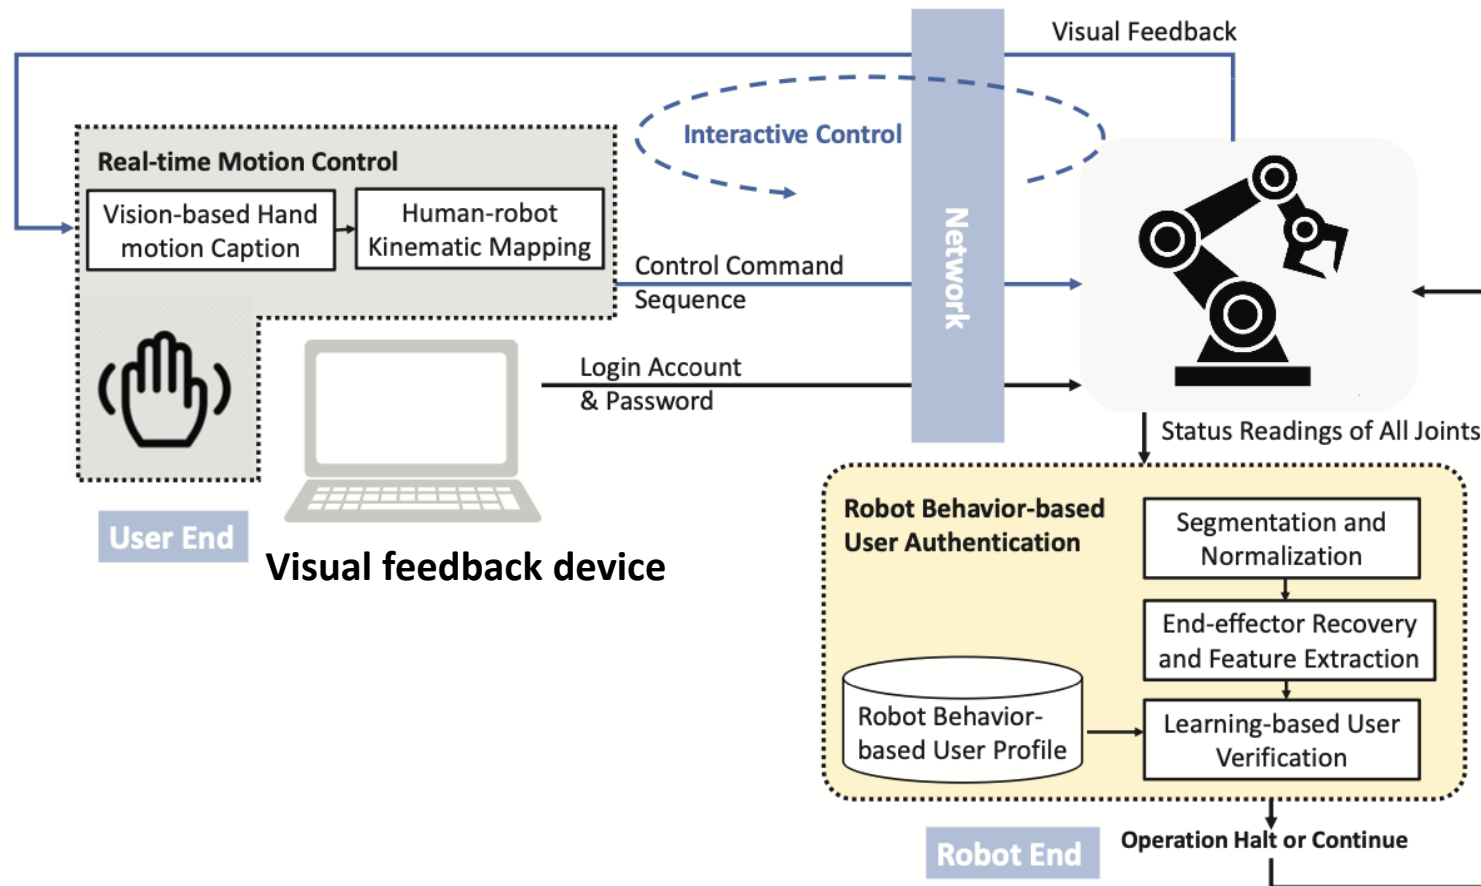 Visual Feedback
Interactive Control
Real-time Motion Control
Vision-based Hand
motion Caption
Human-robot
Kinematic Mapping
Network
Control Command
Sequence
Login Account
& Password
Status Readings of All Joints
User End
Visual feedback device
Robot Behavior-based
User Authentication
Segmentation and
Normalization
End-effector Recovery
and Feature Extraction
Robot Behavior-
based User Profile
Learning-based User
Verification
Robot End
Operation Halt or Continue